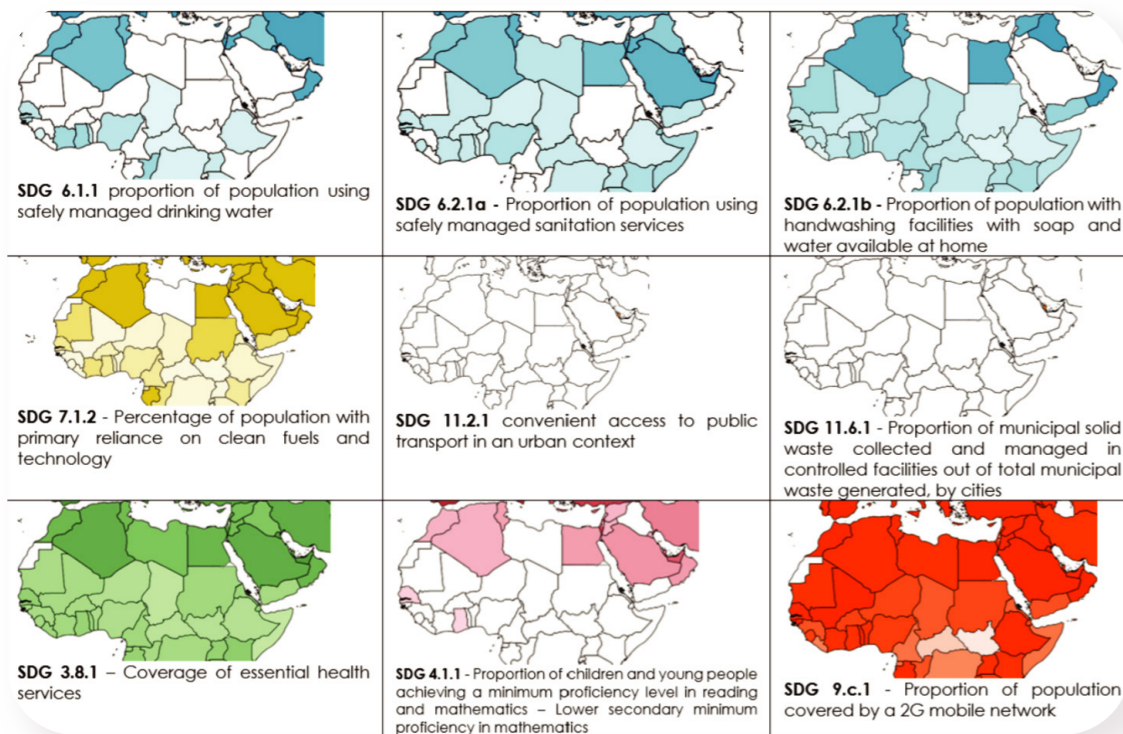 SDG 6.1.1 proportion of population using
safely managed drinking water
SDG 6.2.1a - Proportion of population using
safely managed sanitation services
SDG 6.2.1b - Proportion of population with
handwashing facilities with soap and
water available at home
SDG 7.1.2 - Percentage of population with
primary reliance on clean fuels and
technology
SDG 11.2.1 convenient access to public
transport in an urban context
SDG 11.6.1 - Proportion of municipal solid
waste collected and managed in
controlled facilities out of total municipal
waste generated, by cities
SDG 3.8.1 – Coverage of essential health
services
SDG 4.1.1 - Proportion of children and young people
achieving a minimum proficiency level in reading
and mathematics – Lower secondary minimum
proficiency in mathematics
SDG 9.c.1 - Proportion of population
covered by a 2G mobile network